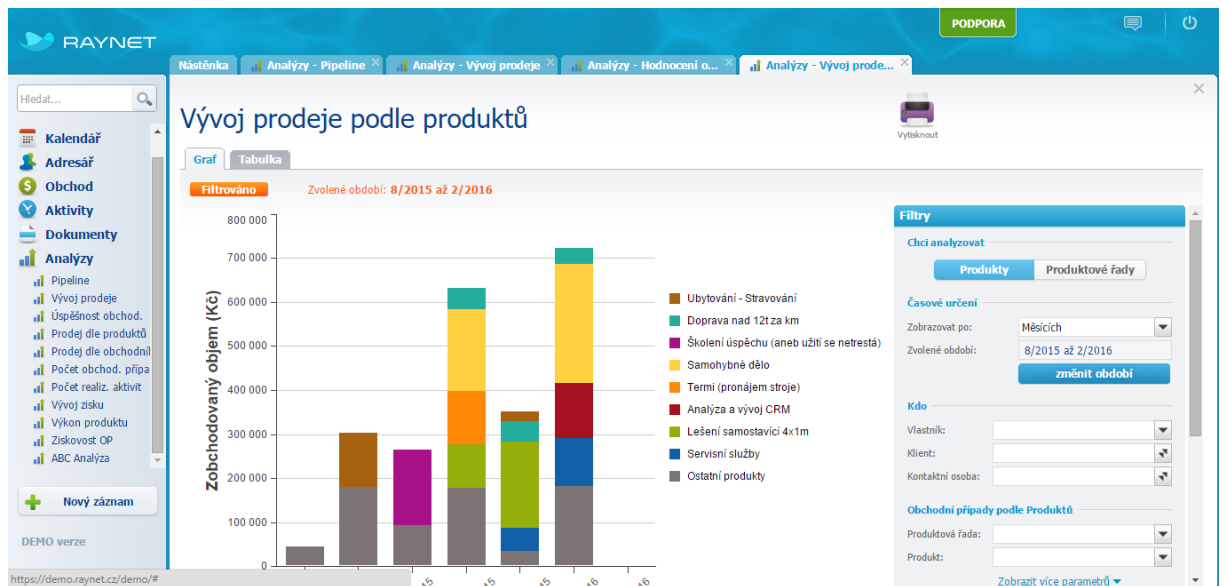 RAYNET
PODPORA
Nástěnka
Analýzy - Pipeline
Analýzy - Vývoj prodeje
Analýzy - Hodnocení o...
Analýzy - Vývoj prode...
Hledat...
Kalendář
Adresář
Obchod
Aktivity
Dokumenty
Analýzy
Pipeline
Vývoj prodeje
Úspěšnost obchod.
Prodej dle produktů
Prodej dle obchodní
Počet obchod. přípa
Počet realiz. aktivit
Vývoj zisku
Výkon produktu
Ziskovost OP
ABC Analýza
Nový záznam
DEMO verze
https://demo.raynet.cz/demo/#
Vývoj prodeje podle produktů
Vytisknout
Graf
Tabulka
Filtrováno
Zvolené období: 8/2015 až 2/2016
Zobchodovaný objem (Kč)
800 000
700 000
600 000
500 000
400 000
300 000
200 000
100 000
0
Ubytování - Stravování
Doprava nad 12t za km
Školení úspěchu (aneb užití se netrestá)
Samohybné dělo
Termi (pronájem stroje)
Analýza a vývoj CRM
Lešení samostavící 4x1m
Servisní služby
Ostatní produkty
Filtry
Chci analyzovat
Produkty
Produktové řady
Časové určení
Zobrazovat po:
Měsících
Zvolené období:
8/2015 až 2/2016
změnit období
Kdo
Vlastník:
Klient:
Kontaktní osoba:
Obchodní případy podle Produktů
Produktová řada:
Produkt:
Zobrazit více parametrů